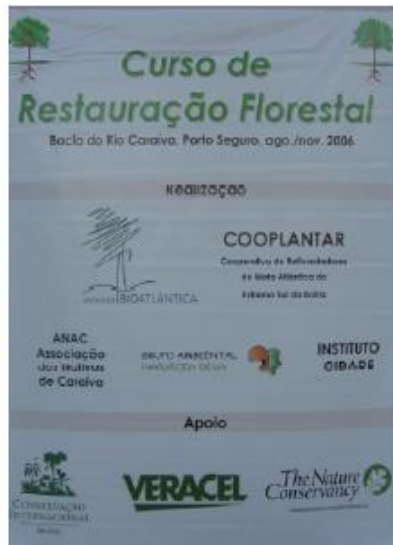 Curso de
Restauração Florestal
Bacia do Rio Caraíva, Porto Seguro, ago./nov. 2006
Realização
BIOATLÂNTICA
COOPLANTAR
Cooperativa de Reflorestadores
de Mata Atlântica do
Extremo Sul da Bahia
ANAC
Associação
dos Nativos
de Caraíva
GRUPO AMBIENTAL
INSTITUTO
CIDADE
Apoio
CONSERVAÇÃO
INTERNACIONAL
VERACEL
The Nature
Conservancy